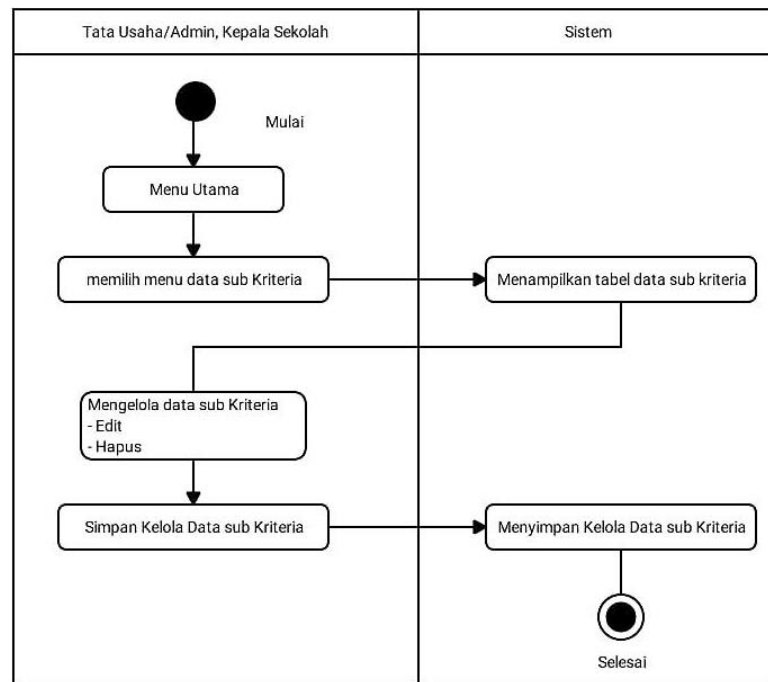 Tata Usaha/Admin, Kepala Sekolah
Sistem
Mulai
Menu Utama
memilih menu data sub Kriteria
Menampilkan tabel data sub kriteria
Mengelola data sub Kriteria
- Edit
- Hapus
Simpan Kelola Data sub Kriteria
Menyimpan Kelola Data sub Kriteria
Selesai